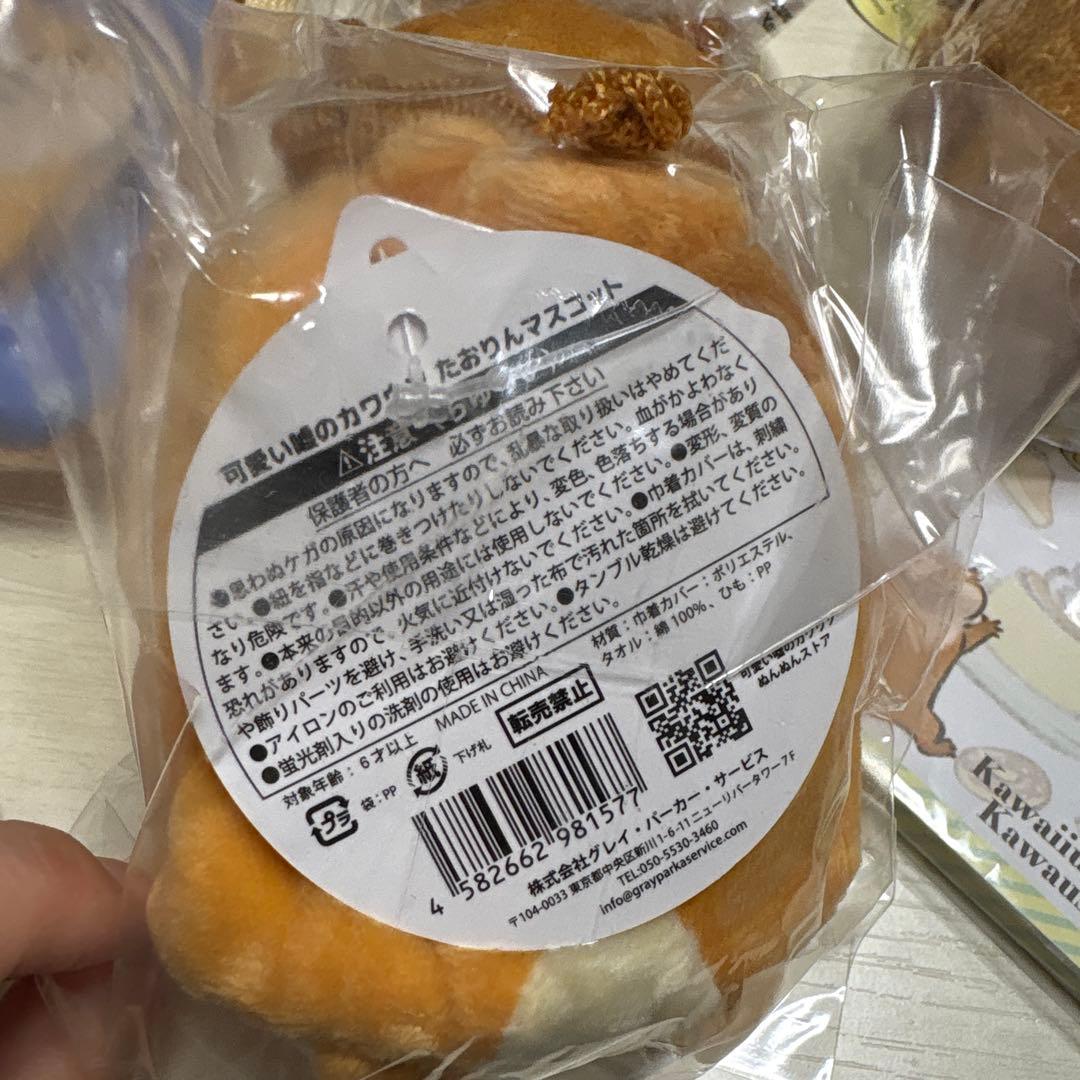 可愛い嘘のカワウ たおりんマスコット
⚠注意
保護者の方へ 必ずお読み下さい
●思わぬケガの原因になりますので、乱暴な取り扱いはやめてくだ
さい。●紐を指などに巻きつけたりしないでください。血がかよわなく
なり危険です。●汗や使用条件などにより、変色、色落ちする場合があり
ます。●本来の目的以外の用途には使用しないでください。●変形、変質の
恐れがありますので、火気に近付けないでください。●巾着カバーは、刺繍
や飾りパーツを避け、手洗い又は湿った布で汚れた箇所を拭いてください。
●アイロンのご利用はお避けください。●タンブル乾燥は避けてください。
●蛍光剤入りの洗剤の使用はお避けください。
材質:巾着カバー:ポリエステル、
タオル:綿100%、ひも:PP
対象年齢:6才以上
MADE IN CHINA
転売禁止
プラ
袋:PP
紙
下げ札
可愛い嘘のカワウソ
ぬんぬんストア
4 582662 981577
株式会社グレイ・パーカー・サービス
〒104-0033 東京都中央区新川1-6-11 ニューリバータワー7F
TEL:050-5530-3460
info@grayparkaservice.com
Kawaiiu
Kawau